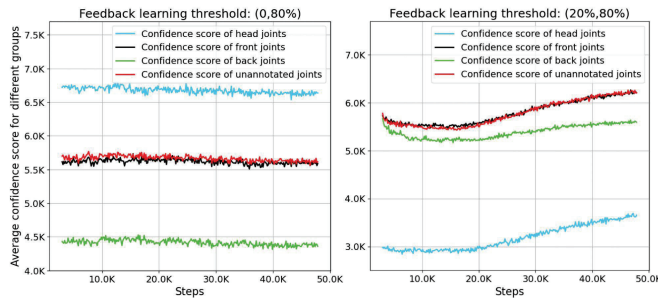 Feedback learning threshold: (0,80%)
Average confidence score for different groups
7.5K
7.0K
6.5K
6.0K
5.5K
5.0K
4.5K
4.0K
Confidence score of head joints
Confidence score of front joints
Confidence score of back joints
Confidence score of unannotated joints
10.0K 20.0K 30.0K 40.0K 50.0K
Steps
Feedback learning threshold: (20%,80%)
7.0K
6.0K
5.0K
4.0K
3.0K
Confidence score of head joints
Confidence score of front joints
Confidence score of back joints
Confidence score of unannotated joints
10.0K 20.0K 30.0K 40.0K 50.0K
Steps